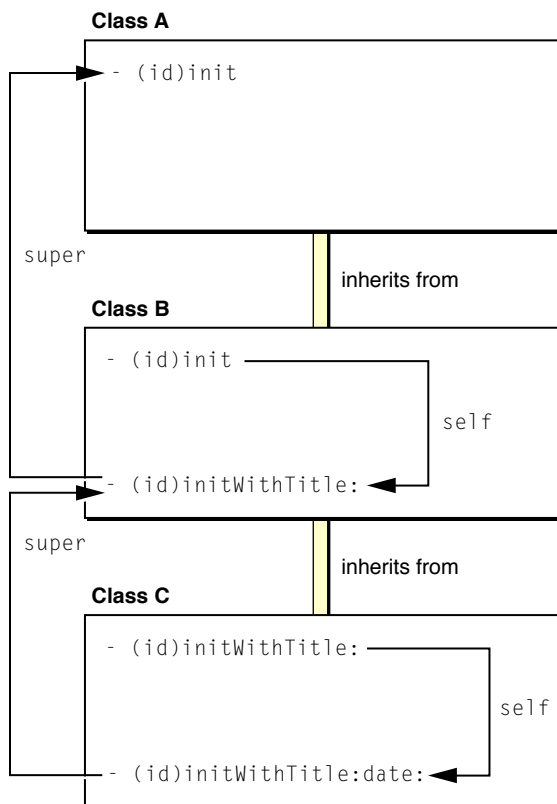 Class A
- (id)init
super
inherits from
Class B
- (id)init
self
- (id)initWithTitle:
super
inherits from
Class C
- (id)initWithTitle:
self
- (id)initWithTitle:date: